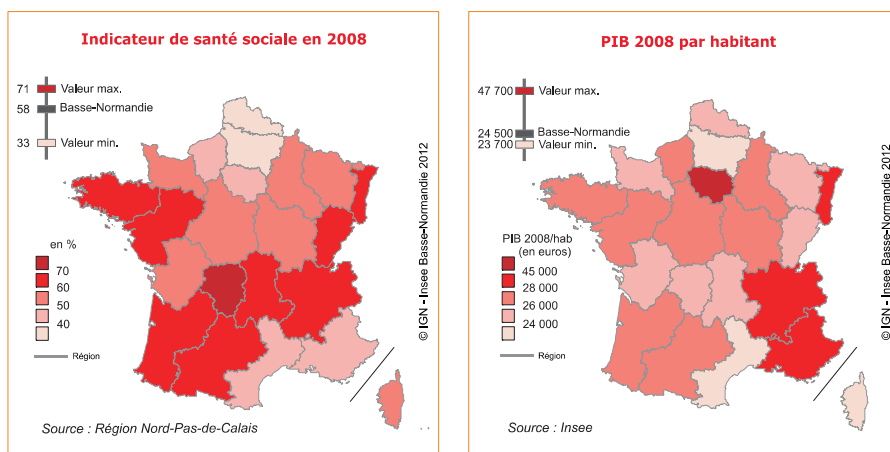 Indicateur de santé sociale en 2008
71 Valeur max.
58 Basse-Normandie
33 Valeur min.
en %
70
60
50
40
Région
Source : Région Nord-Pas-de-Calais
© IGN - Insee Basse-Normandie 2012
PIB 2008 par habitant
47 700 Valeur max.
24 500 Basse-Normandie
23 700 Valeur min.
PIB 2008/hab
(en euros)
45 000
28 000
26 000
24 000
Région
Source : Insee
© IGN - Insee Basse-Normandie 2012